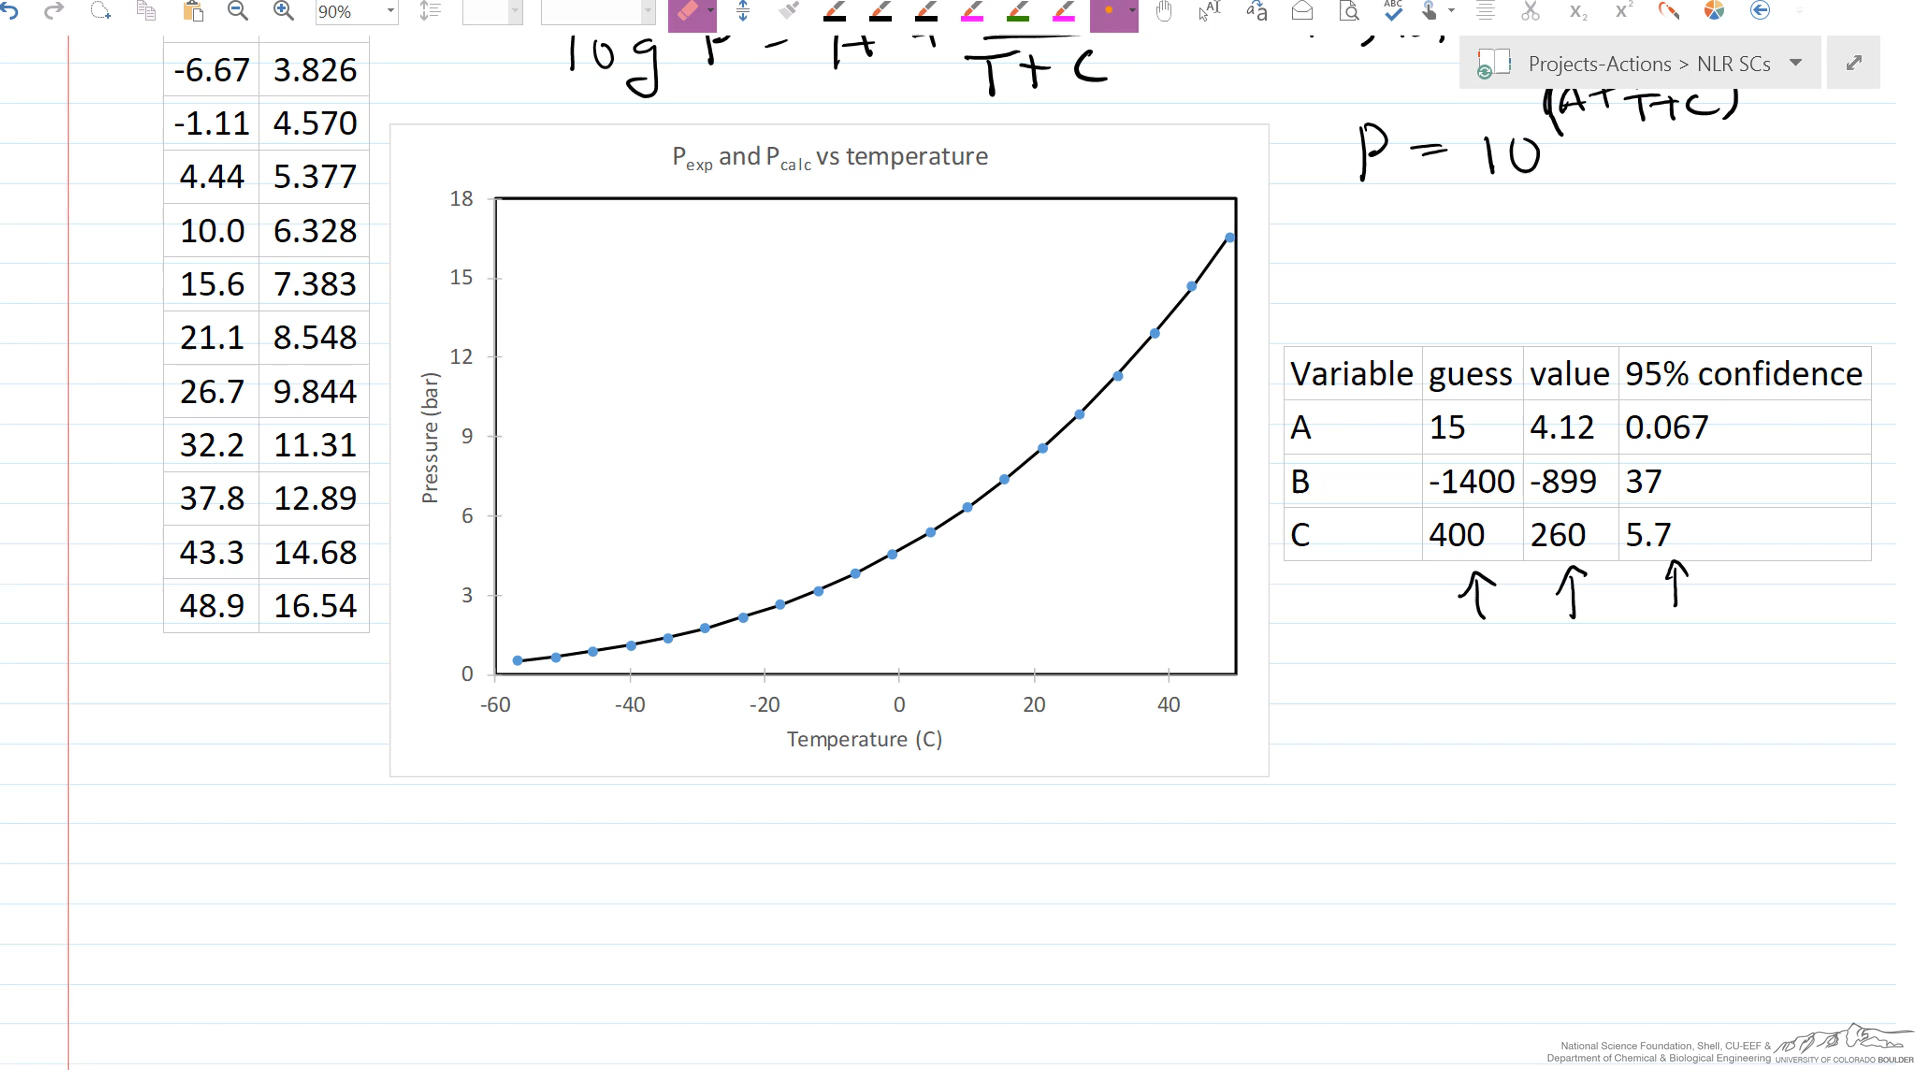 90%
Projects-Actions > NLR SCs
log P = A +
T+C
(A+ T+C)
P = 10
-6.67 3.826
-1.11 4.570
4.44 5.377
10.0 6.328
15.6 7.383
21.1 8.548
26.7 9.844
32.2 11.31
37.8 12.89
43.3 14.68
48.9 16.54
Pexp and Pcalc vs temperature
18
15
12
9
6
3
0
Pressure (bar)
-60 -40 -20 0 20 40
Temperature (C)
Variable guess value 95% confidence
A 15 4.12 0.067
B -1400 -899 37
C 400 260 5.7
National Science Foundation, Shell, CU-EEF &
Department of Chemical & Biological Engineering UNIVERSITY OF COLORADO BOULDER